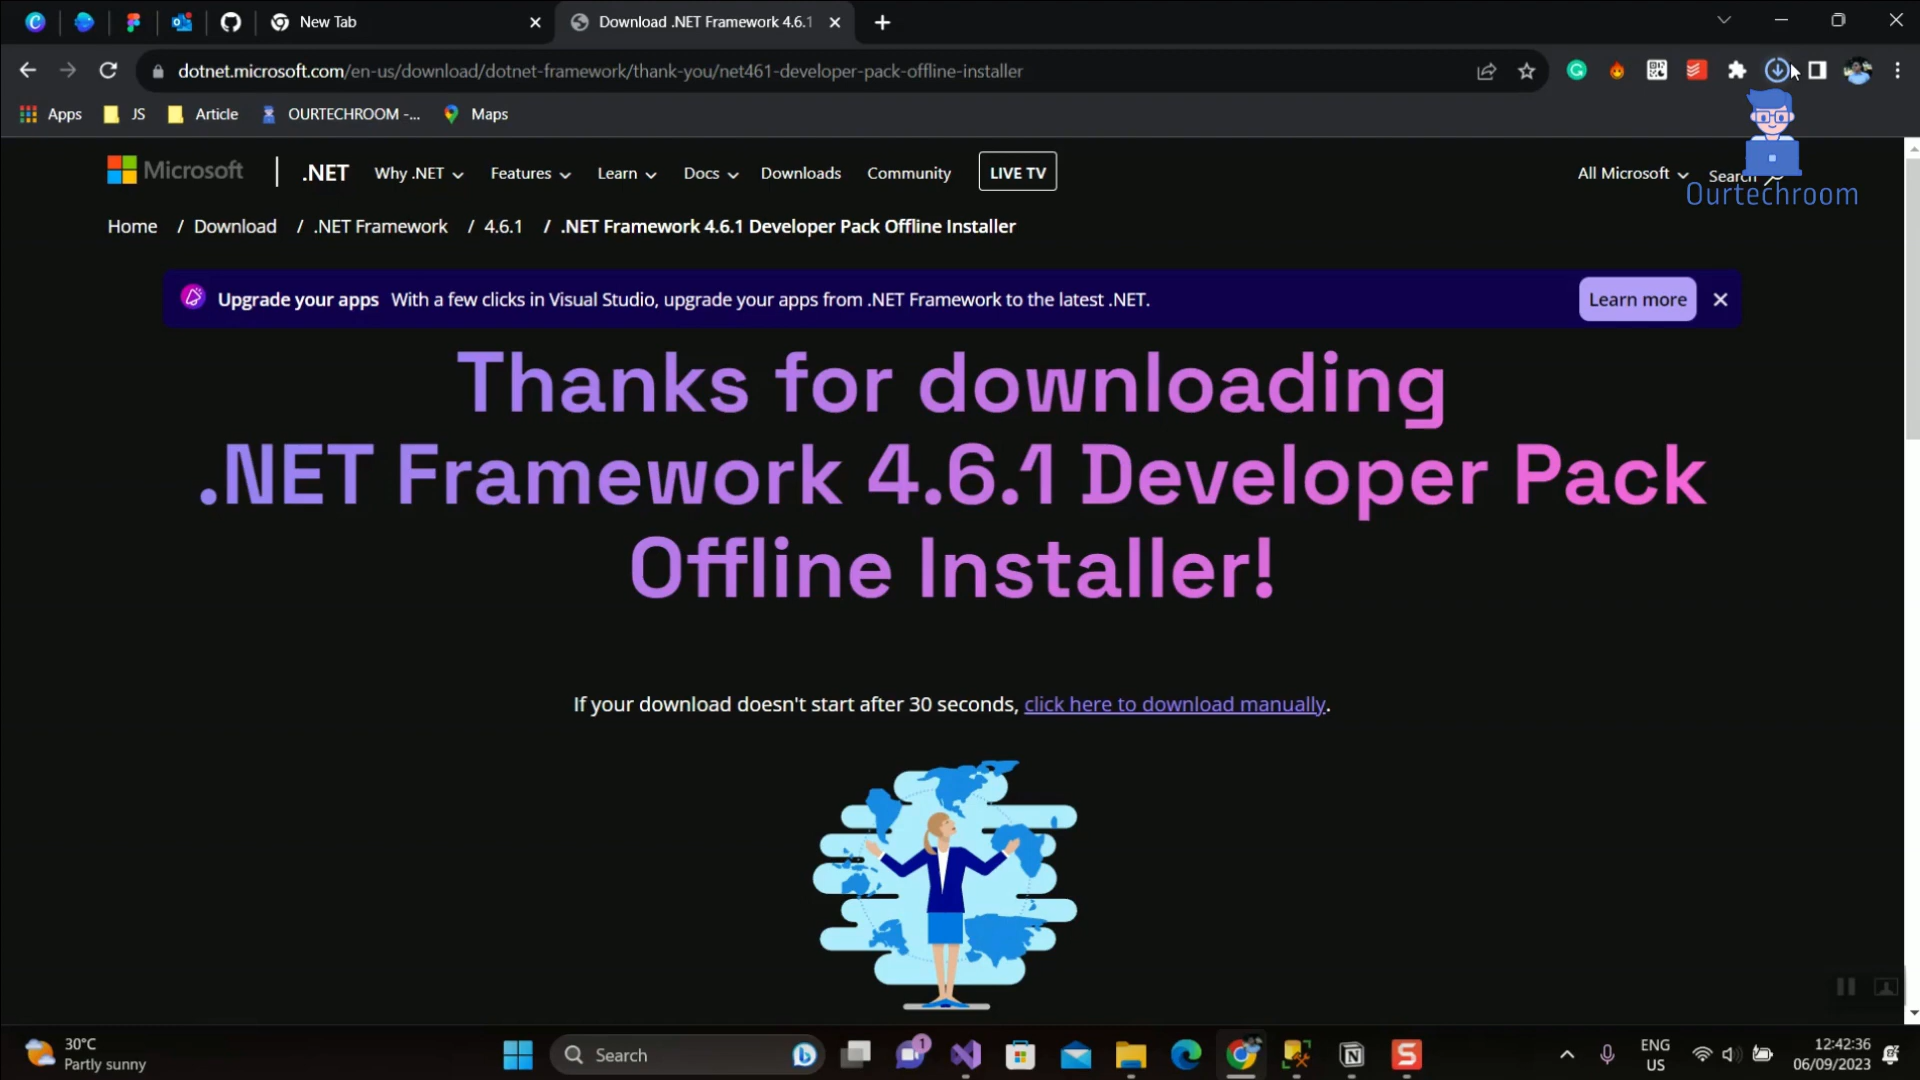 New Tab
Download .NET Framework 4.6.1
dotnet.microsoft.com/en-us/download/dotnet-framework/thank-you/net461-developer-pack-offline-installer
Apps
JS
Article
OURTECHROOM -...
Maps
Microsoft
.NET
Why .NET
Features
Learn
Docs
Downloads
Community
LIVE TV
All Microsoft
Search
Ourtechroom
Home / Download / .NET Framework / 4.6.1 / .NET Framework 4.6.1 Developer Pack Offline Installer
Upgrade your apps With a few clicks in Visual Studio, upgrade your apps from .NET Framework to the latest .NET.
Learn more
Thanks for downloading
.NET Framework 4.6.1 Developer Pack
Offline Installer!
If your download doesn't start after 30 seconds, click here to download manually.
30°C
Partly sunny
Search
1
ENG
US
12:42:36
06/09/2023